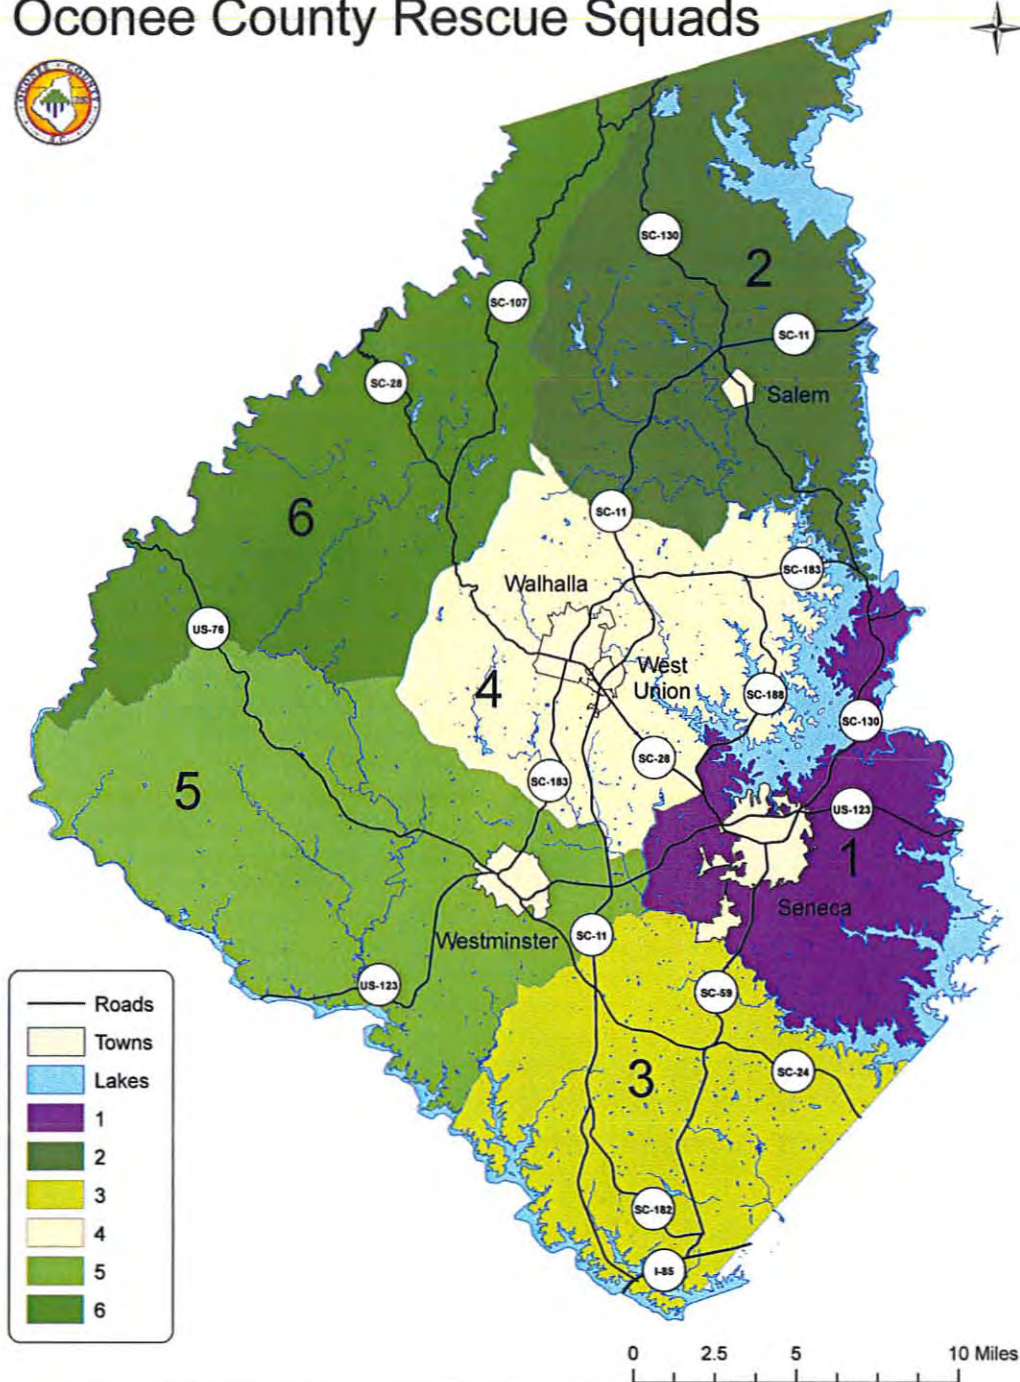 Oconee County Rescue Squads
OCONEE COUNTY
S.C.
SC-130
2
SC-107
SC-11
SC-28
Salem
6
SC-11
SC-183
Walhalla
US-76
West
Union
4
SC-188
SC-130
SC-28
SC-183
5
US-123
1
Seneca
Westminster
SC-11
US-123
SC-59
3
SC-24
SC-182
I-85
Roads
Towns
Lakes
1
2
3
4
5
6
0 2.5 5 10 Miles